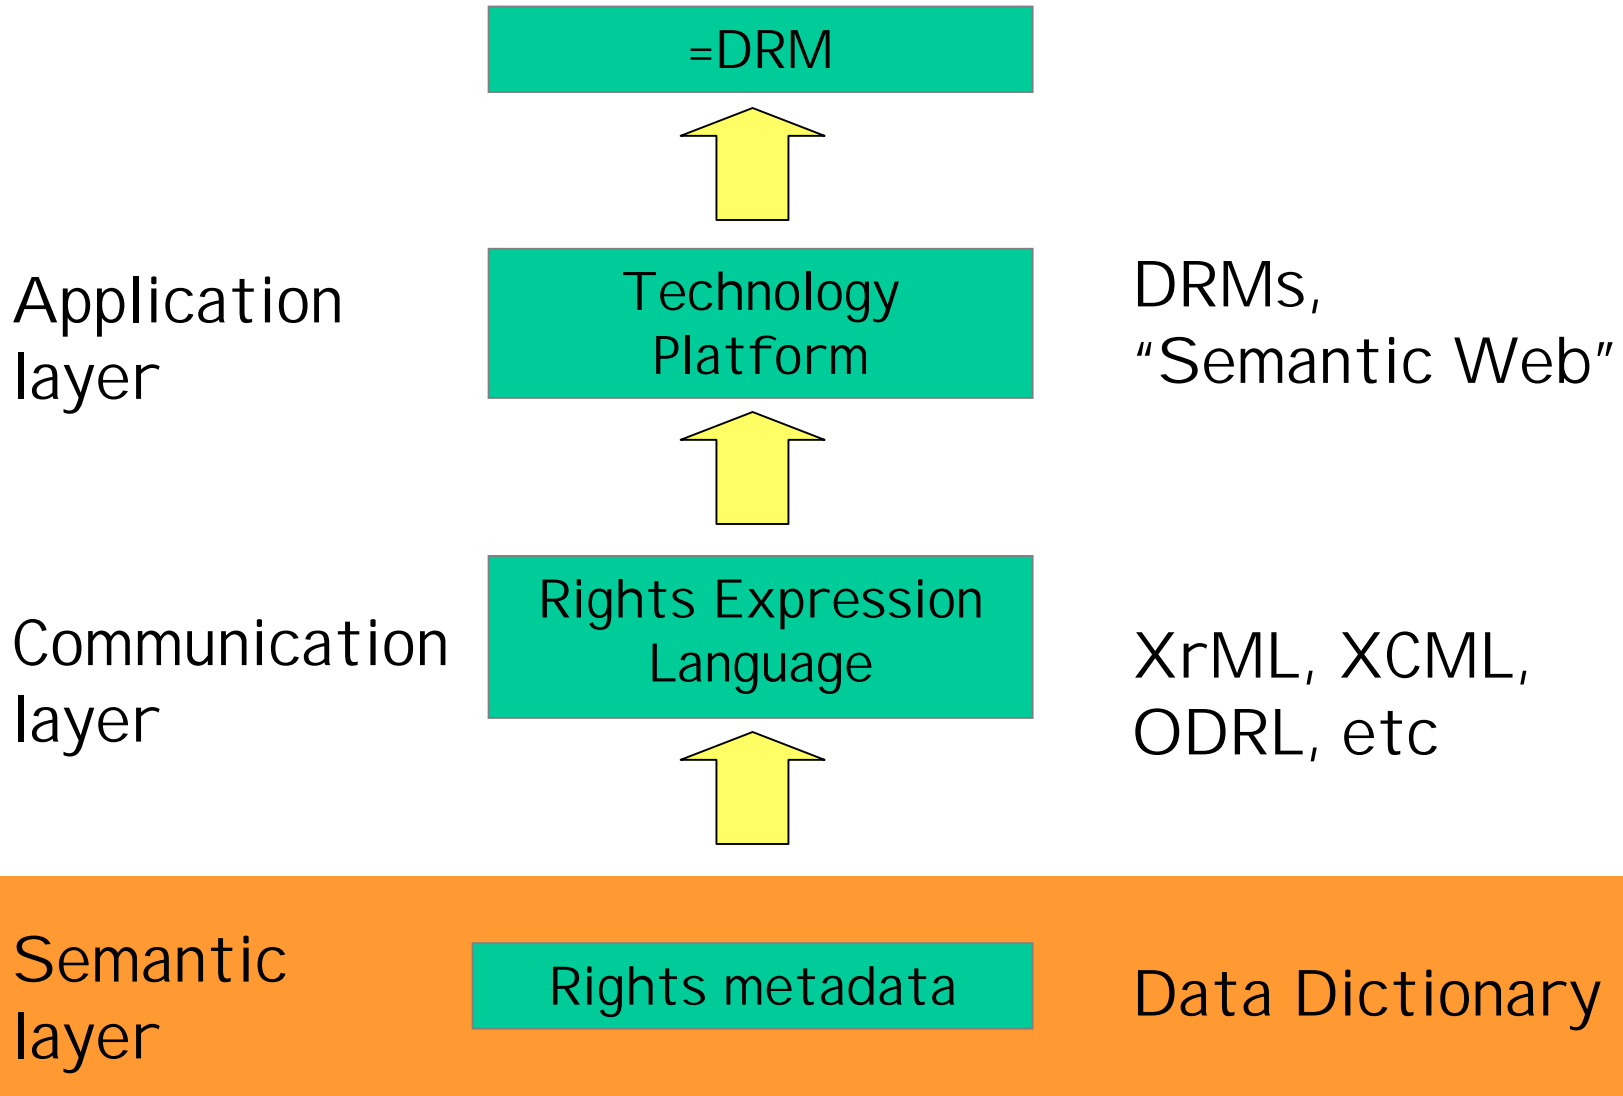 =DRM
Application
layer
Technology
Platform
DRMs,
“Semantic Web”
Communication
layer
Rights Expression
Language
XrML, XCML,
ODRL, etc
Semantic
layer
Rights metadata
Data Dictionary